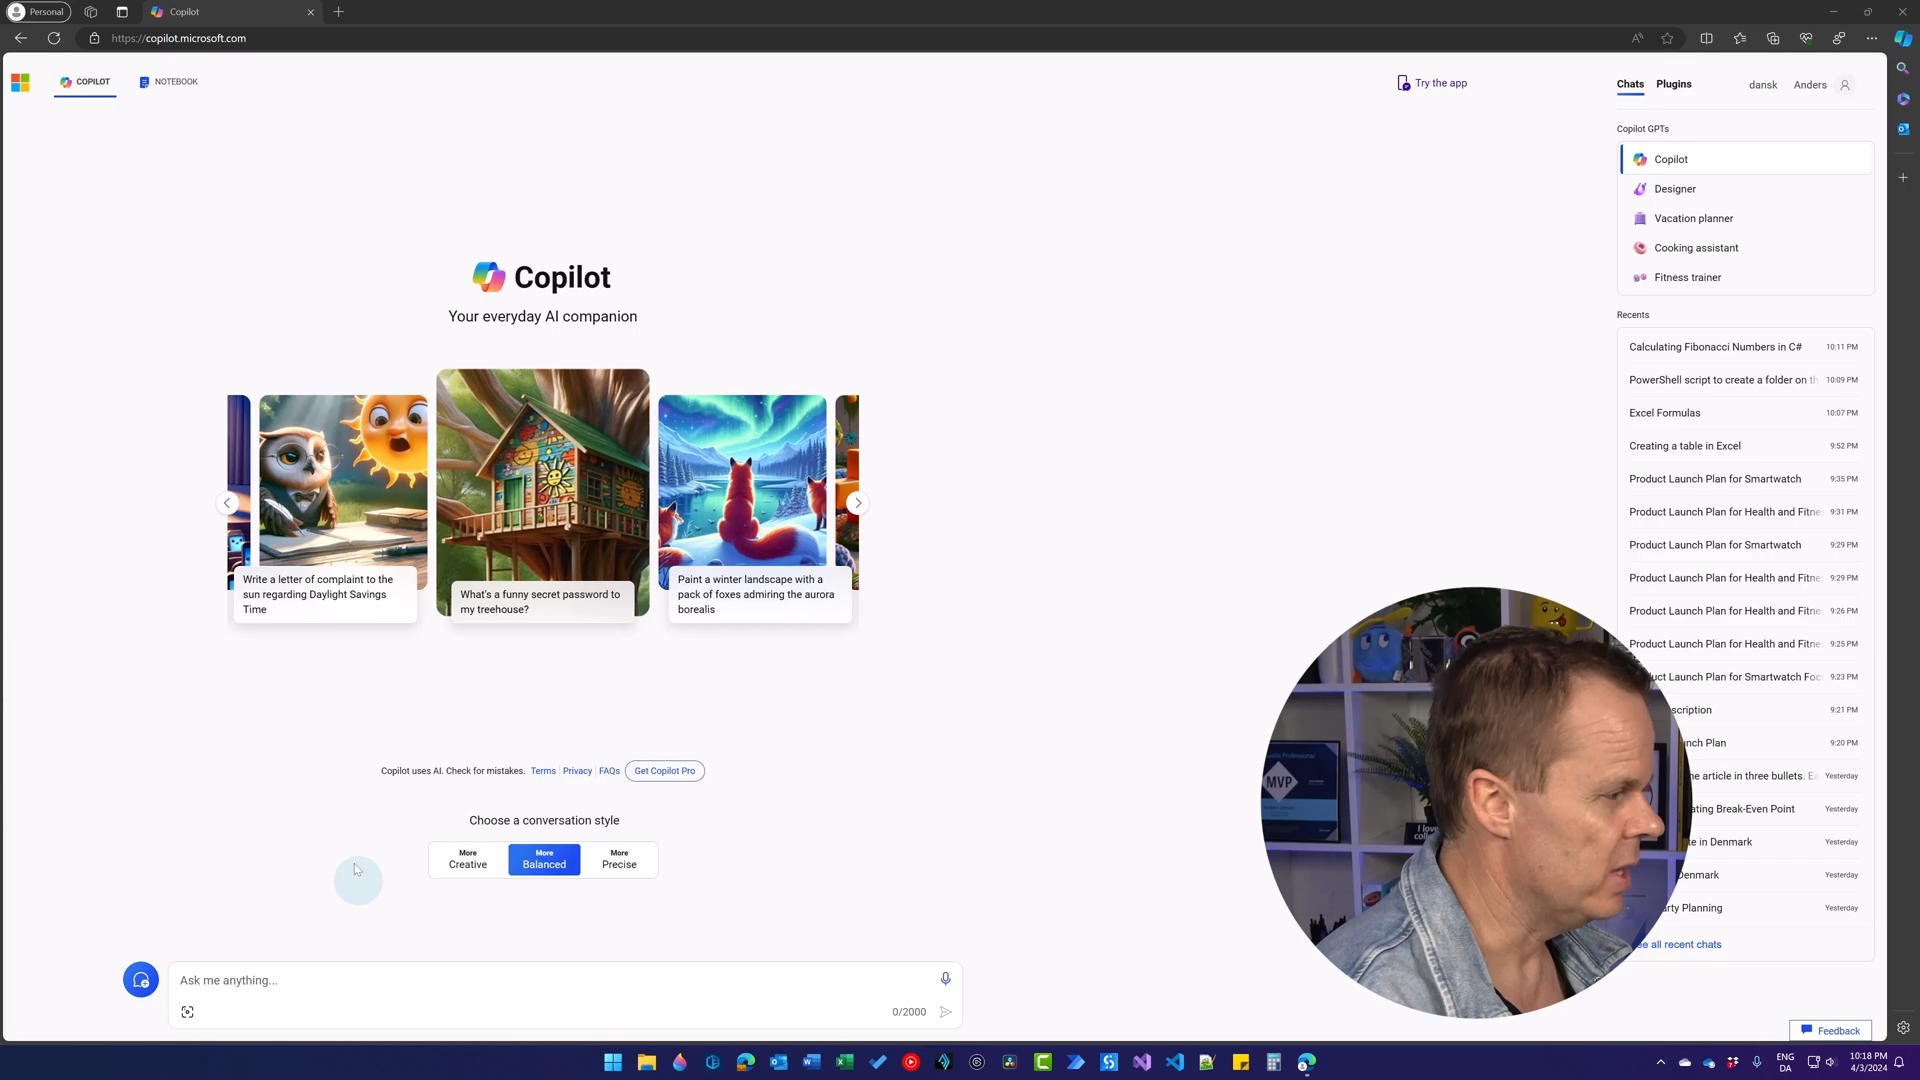 Personal
Copilot
https://copilot.microsoft.com
COPILOT
NOTEBOOK
Try the app
Chats
Plugins
dansk
Anders
Copilot GPTs
Copilot
Designer
Vacation planner
Cooking assistant
Fitness trainer
Copilot
Your everyday AI companion
Write a letter of complaint to the
sun regarding Daylight Savings
Time
What's a funny secret password to
my treehouse?
Paint a winter landscape with a
pack of foxes admiring the aurora
borealis
Recents
Calculating Fibonacci Numbers in C# 10:11 PM
PowerShell script to create a folder on th 10:09 PM
Excel Formulas 10:07 PM
Creating a table in Excel 9:52 PM
Product Launch Plan for Smartwatch 9:35 PM
Product Launch Plan for Health and Fitne 9:31 PM
Product Launch Plan for Smartwatch 9:29 PM
Product Launch Plan for Health and Fitne 9:29 PM
Product Launch Plan for Health and Fitne 9:26 PM
Product Launch Plan for Health and Fitne 9:25 PM
duct Launch Plan for Smartwatch Foc 9:23 PM
scription 9:21 PM
nch Plan 9:20 PM
ne article in three bullets. E Yesterday
ating Break-Even Point Yesterday
te in Denmark Yesterday
Denmark Yesterday
arty Planning Yesterday
ee all recent chats
MVP
I love
Copilot uses AI. Check for mistakes. Terms Privacy FAQs Get Copilot Pro
Choose a conversation style
More
Creative
More
Balanced
More
Precise
Ask me anything...
0/2000
Feedback
ENG
DA
10:18 PM
4/3/2024